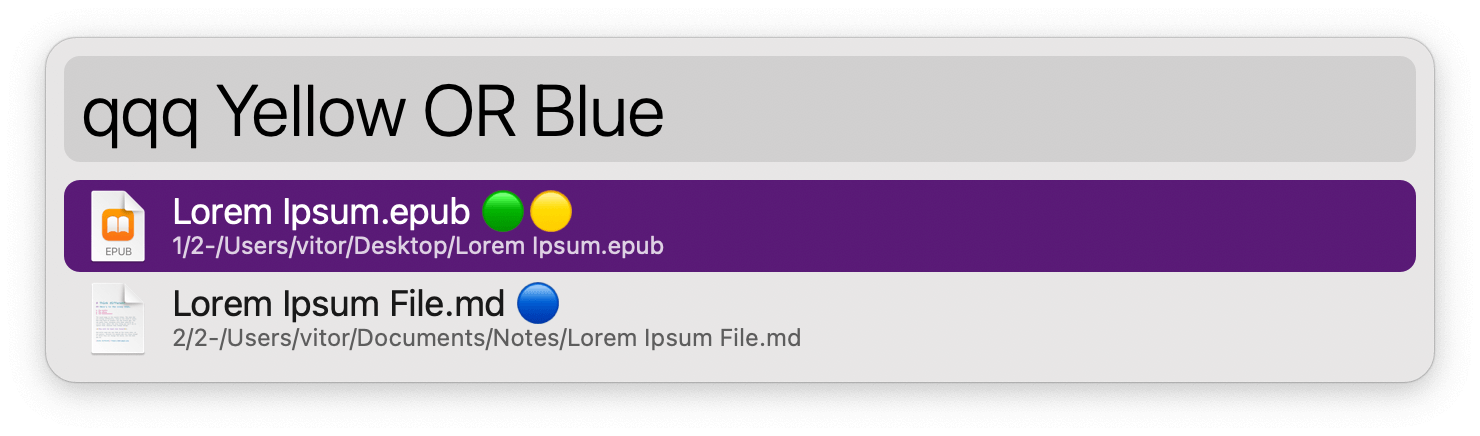 qqq Yellow OR Blue
Lorem Ipsum.epub 🟢🟡
1/2-/Users/vitor/Desktop/Lorem Ipsum.epub
EPUB
Lorem Ipsum File.md 🔵
2/2-/Users/vitor/Documents/Notes/Lorem Ipsum File.md